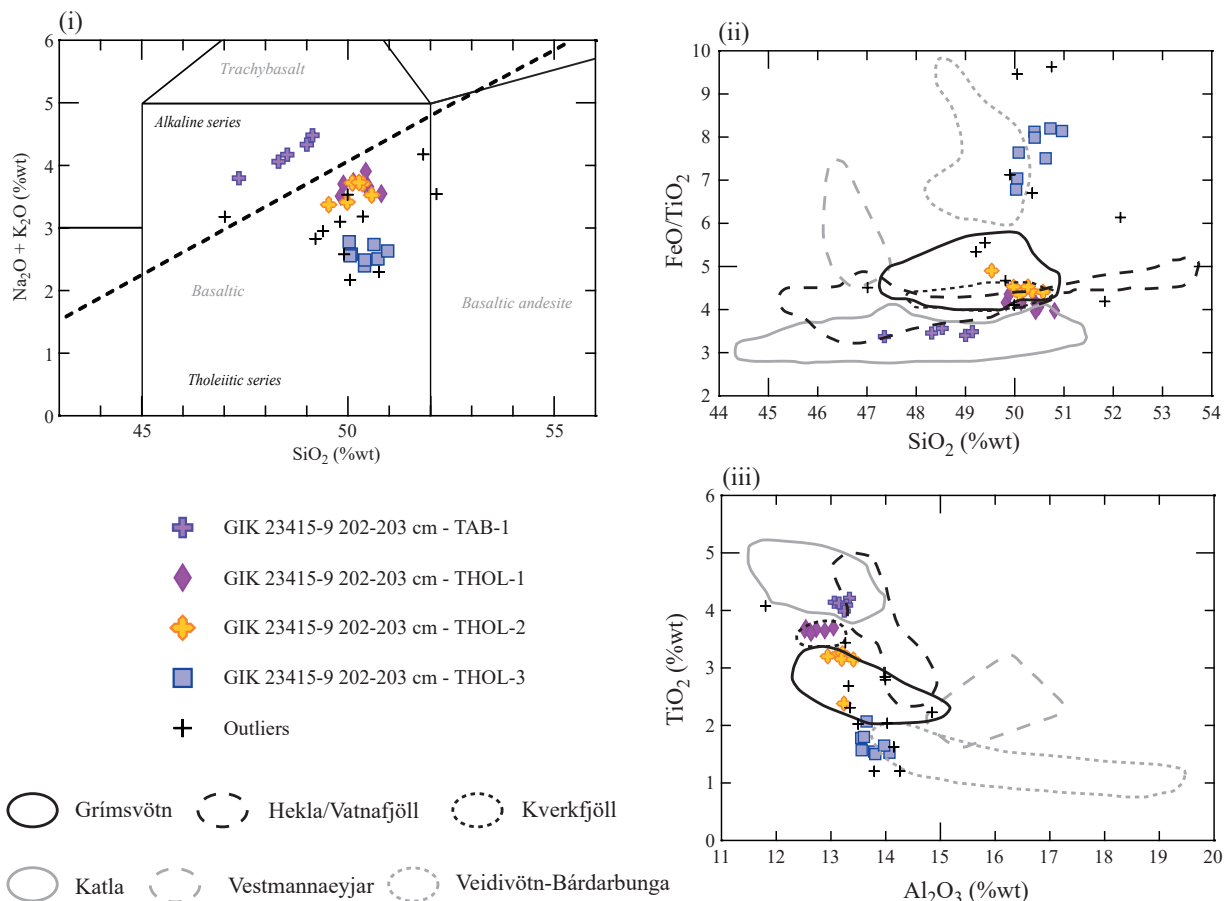 (i)
6
5
4
3
2
1
0
Na₂O + K₂O (%wt)
Trachybasalt
Alkaline series
Basaltic
Basaltic andesite
Tholeiitic series
45
50
55
SiO₂ (%wt)
(ii)
10
9
8
7
6
5
4
3
2
FeO/TiO₂
44
45
46
47
48
49
50
51
52
53
54
SiO₂ (%wt)
GIK 23415-9 202-203 cm - TAB-1
GIK 23415-9 202-203 cm - THOL-1
GIK 23415-9 202-203 cm - THOL-2
GIK 23415-9 202-203 cm - THOL-3
Outliers
(iii)
6
5
4
3
2
1
0
TiO₂ (%wt)
11
12
13
14
15
16
17
18
19
20
Al₂O₃ (%wt)
Grímsvötn
Hekla/Vatnafjöll
Kverkfjöll
Katla
Vestmannaeyjar
Veidivötn-Bárdarbunga